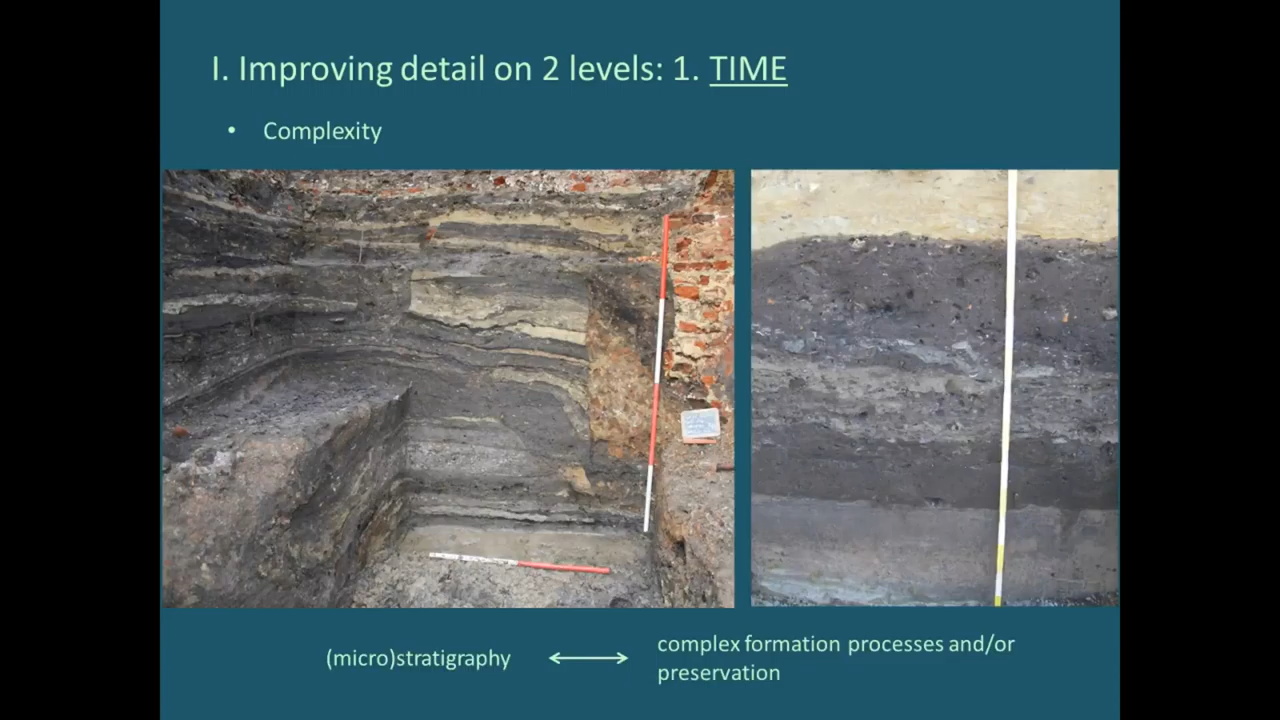 I. Improving detail on 2 levels: 1. TIME
• Complexity
(micro)stratigraphy
complex formation processes and/or
preservation